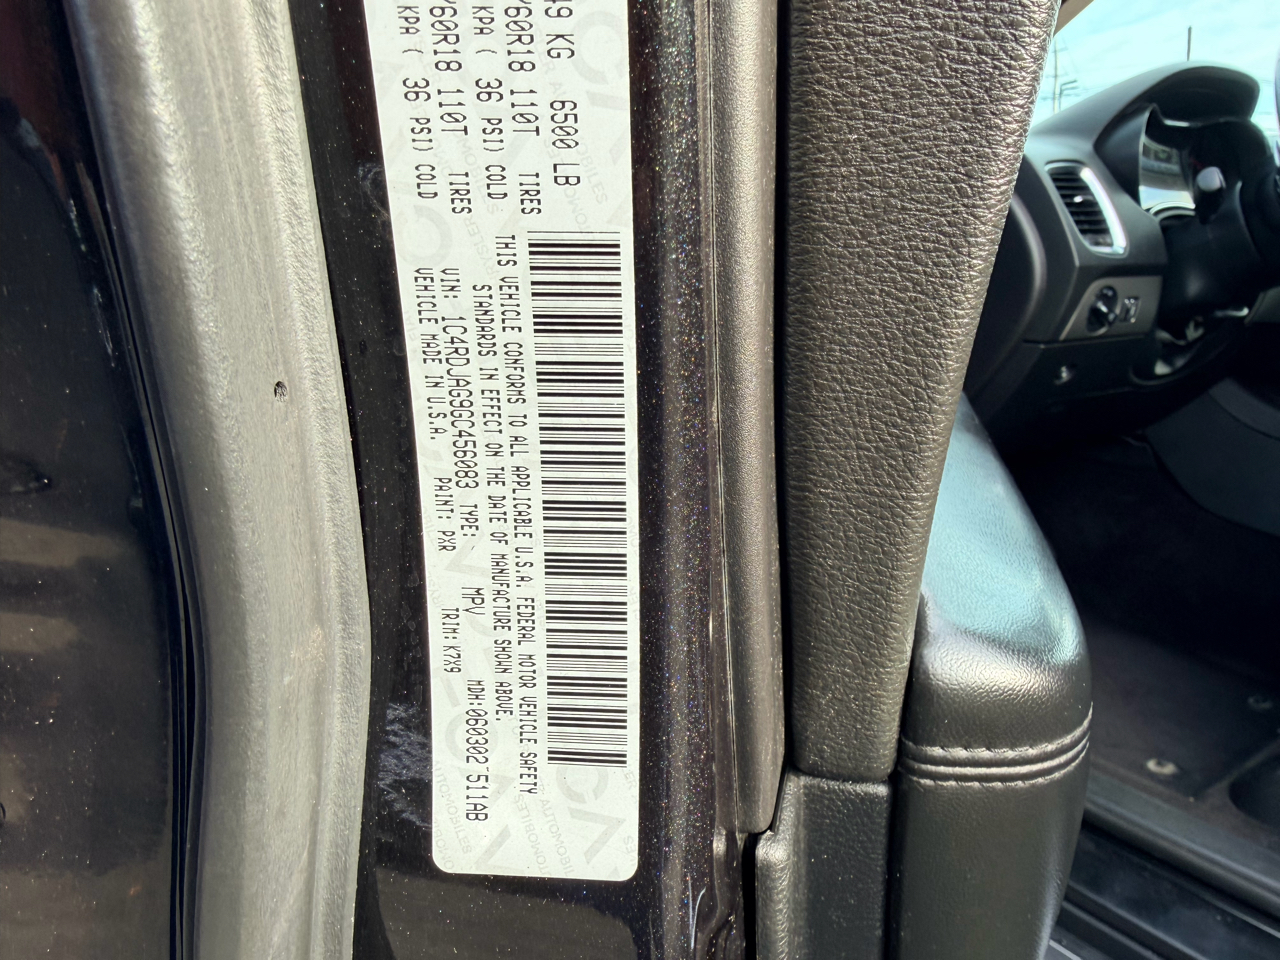 49 KG     6500 LB
/60R18 110T TIRES
KPA ( 36 PSI) COLD
/60R18 110T TIRES
KPA ( 36 PSI) COLD
THIS VEHICLE CONFORMS TO ALL APPLICABLE U.S.A. FEDERAL MOTOR VEHICLE SAFETY
STANDARDS IN EFFECT ON THE DATE OF MANUFACTURE SHOWN ABOVE.
VIN: 1C4RDJAG9GC456083 TYPE: MPV MDH:060302 511AB
VEHICLE MADE IN U.S.A. PAINT: PXR TRIM: K7X9